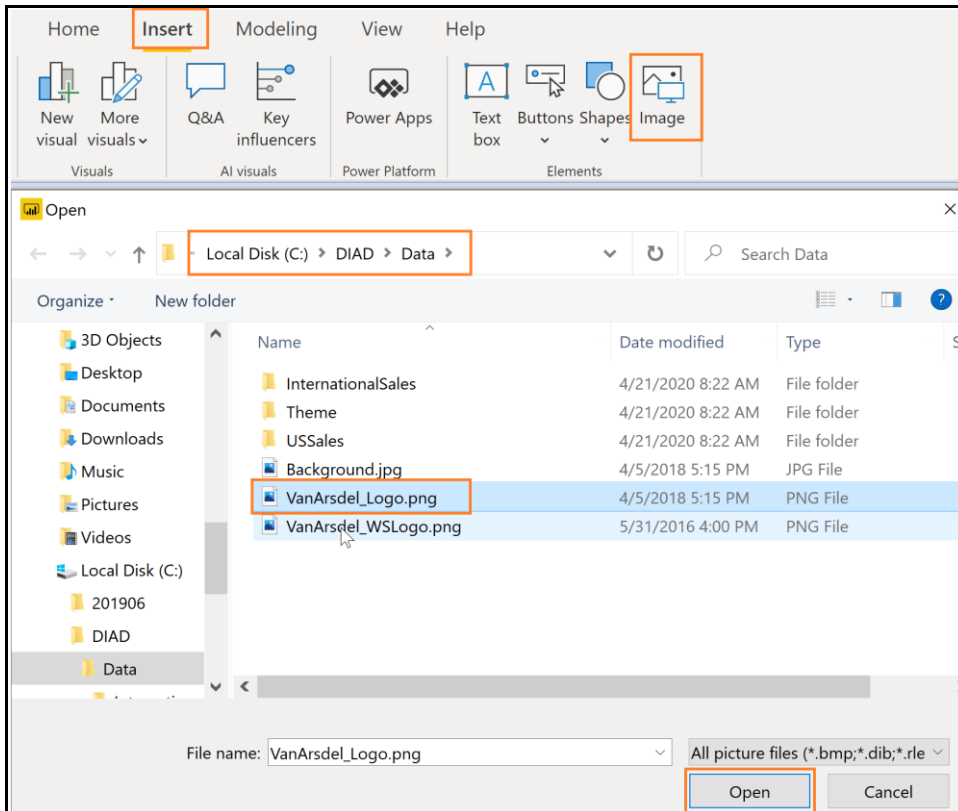 Home Insert Modeling View Help
New visual
More visuals
Q&A
Key influencers
Power Apps
Text box
Buttons
Shapes
Image
Visuals
AI visuals
Power Platform
Elements
Open
Local Disk (C:) > DIAD > Data >
Search Data
Organize
New folder
Name Date modified Type S
3D Objects
Desktop
Documents
Downloads
Music
Pictures
Videos
Local Disk (C:)
201906
DIAD
Data
InternationalSales 4/21/2020 8:22 AM File folder
Theme 4/21/2020 8:22 AM File folder
USSales 4/21/2020 8:22 AM File folder
Background.jpg 4/5/2018 5:15 PM JPG File
VanArsdel_Logo.png 4/5/2018 5:15 PM PNG File
VanArsdel_WSLogo.png 5/31/2016 4:00 PM PNG File
File name: VanArsdel_Logo.png
All picture files (*.bmp;*.dib;*.rle
Open
Cancel